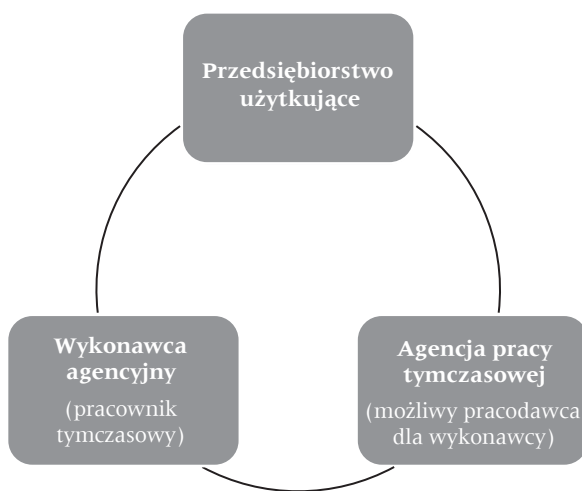 Przedsiębiorstwo
użytkujące
Wykonawca
agencyjny
(pracownik
tymczasowy)
Agencja pracy
tymczasowej
(możliwy pracodawca
dla wykonawcy)